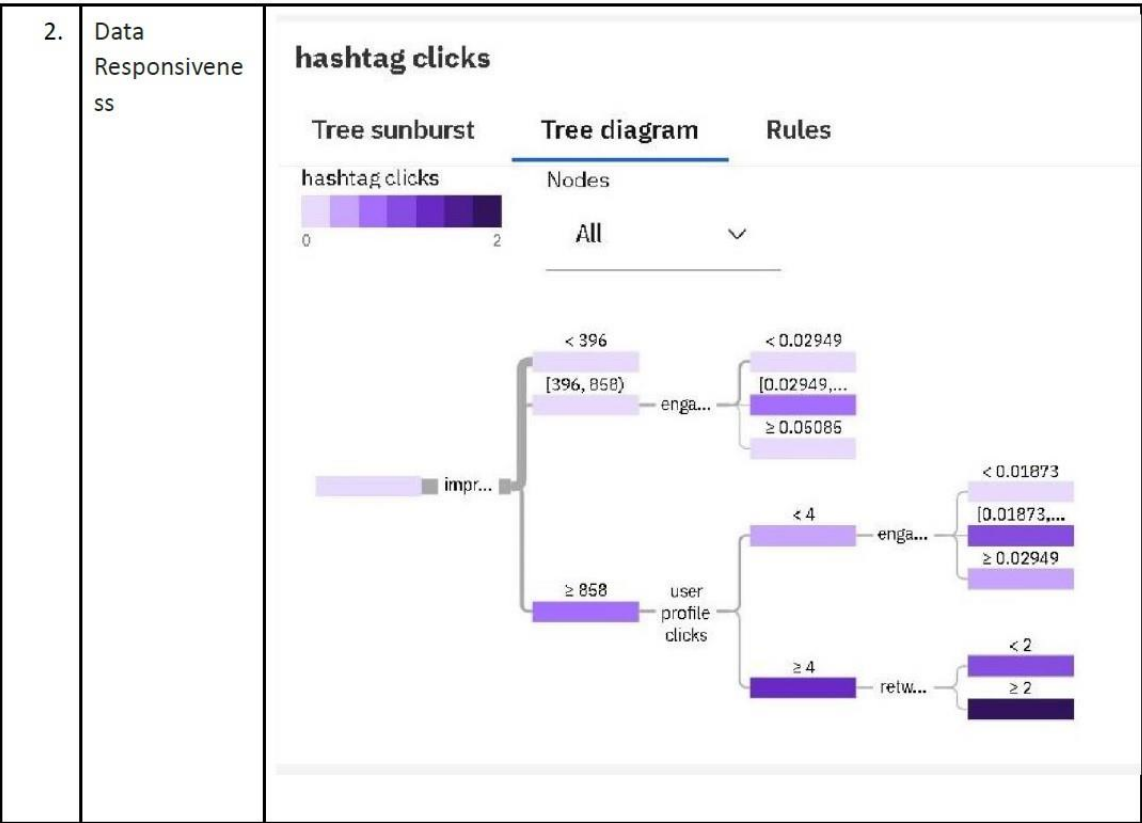 2.
Data
Responsivene
ss
hashtag clicks
Tree sunburst Tree diagram Rules
hashtag clicks
0 2
Nodes
All
< 396
[396, 858)
enga...
< 0.02949
[0.02949,...
≥ 0.05085
impr...
≥ 858
user
profile
clicks
< 4
enga...
< 0.01873
[0.01873,...
≥ 0.02949
≥ 4
retw...
< 2
≥ 2